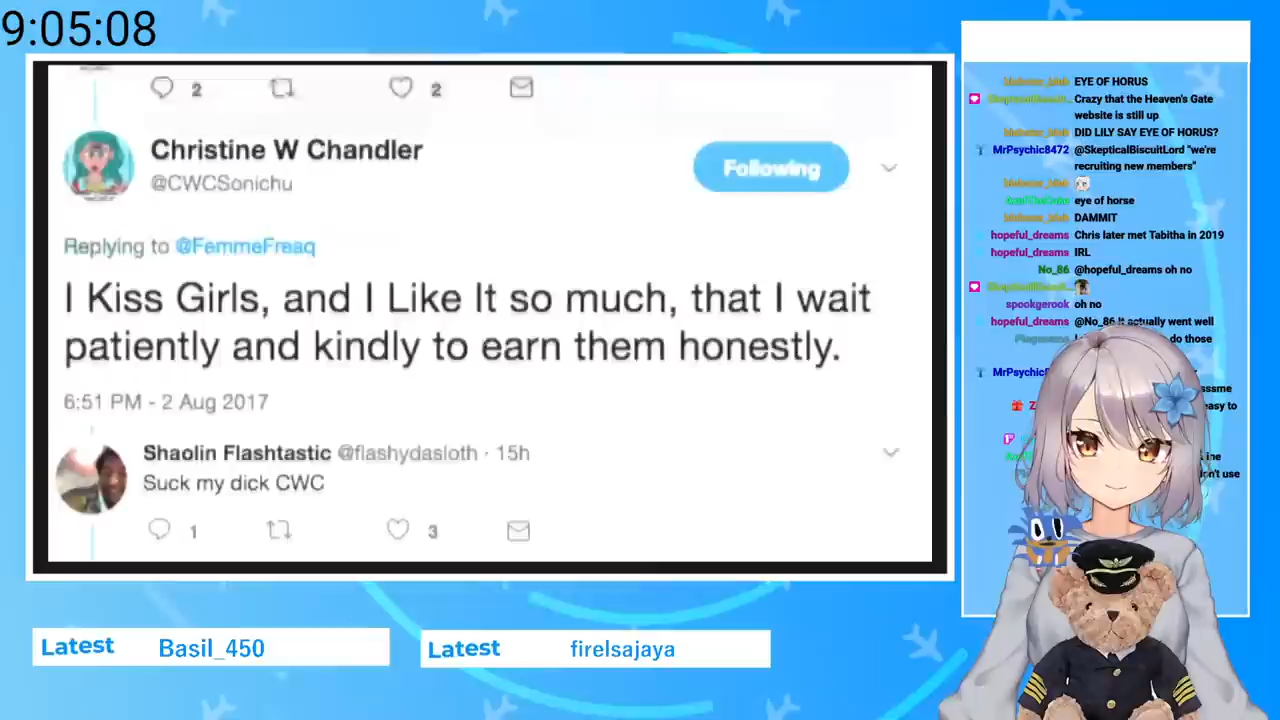 9:05:08
2
2
Christine W Chandler
@CWCSonichu
Following
Replying to @FemmeFreaq
I Kiss Girls, and I Like It so much, that I wait
patiently and kindly to earn them honestly.
6:51 PM - 2 Aug 2017
Shaolin Flashtastic @flashydasloth · 15h
Suck my dick CWC
1
3
Latest Basil_450
Latest firelsajaya
EYE OF HORUS
Crazy that the Heaven's Gate
website is still up
DID LILY SAY EYE OF HORUS?
MrPsychic8472 @SkepticalBiscuitLord "we're
recruiting new members"
eye of horse
DAMMIT
hopeful_dreams Chris later met Tabitha in 2019
hopeful_dreams IRL
No_86 @hopeful_dreams oh no
spookgerook oh no
hopeful_dreams @No_86 It actually went well
do those
MrPsychic
easy to